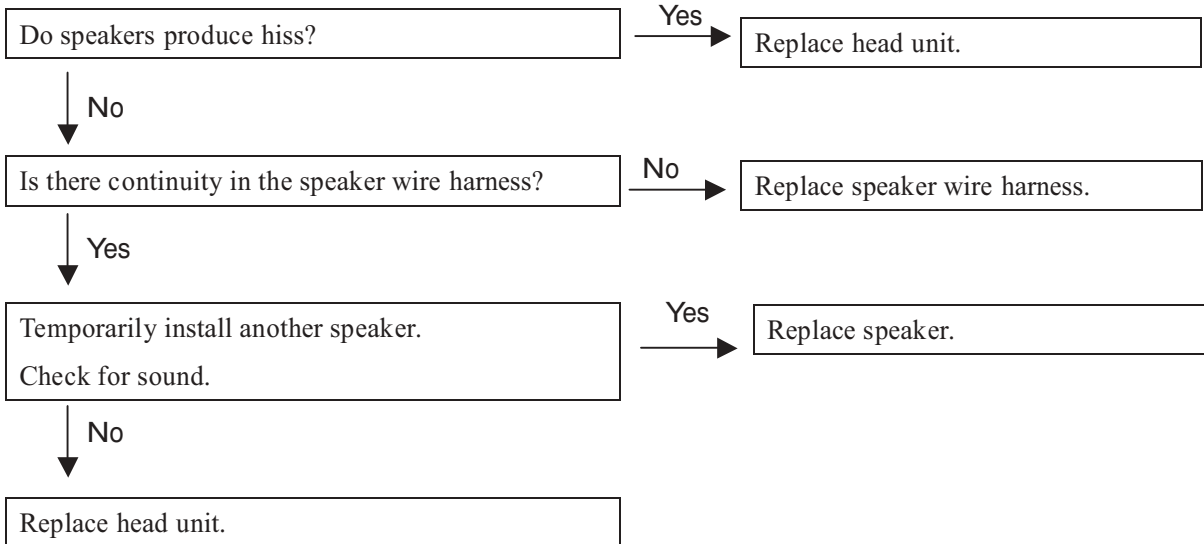 Do speakers produce hiss?
Yes
Replace head unit.
No
Is there continuity in the speaker wire harness?
No
Replace speaker wire harness.
Yes
Temporarily install another speaker.
Check for sound.
Yes
Replace speaker.
No
Replace head unit.